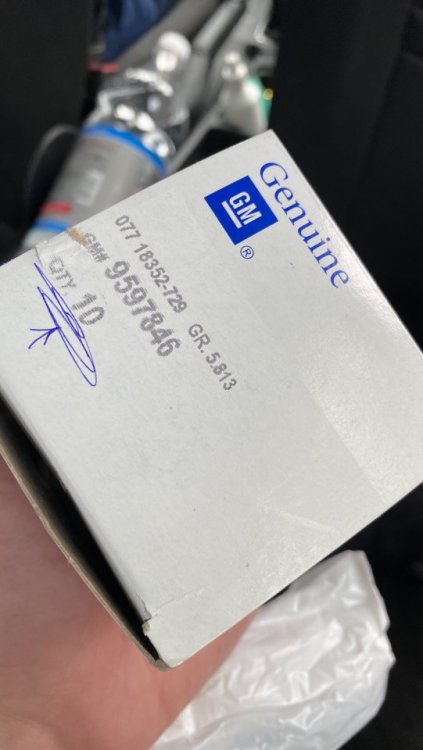 Genuine
GM
®
077 18352-729 GR. 5.813
GM# 9597846
QTY. 10